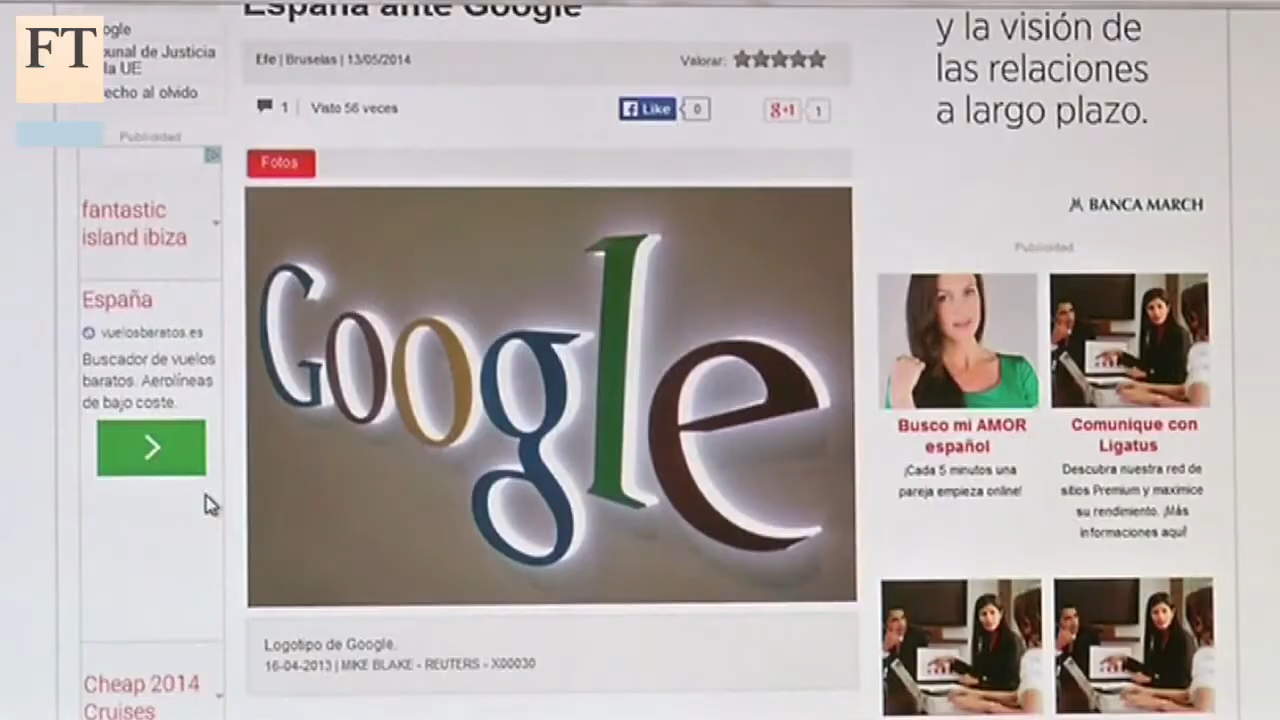 España ante Google
FT
ogle
bunal de Justicia
la UE
echo al olvido
Publicidad
Efe | Bruselas | 13/05/2014
Valorar:
1 | Visto 56 veces
Like 0
g+1 1
Fotos
fantastic
island ibiza
España
vuelosbaratos.es
Buscador de vuelos
baratos. Aerolíneas
de bajo coste.
Cheap 2014
Cruises
Google
Logotipo de Google.
16-04-2013 | MIKE BLAKE - REUTERS - X00030
y la visión de
las relaciones
a largo plazo.
BANCA MARCH
Publicidad
Busco mi AMOR
español
¡Cada 5 minutos una
pareja empieza online!
Comunique con
Ligatus
Descubra nuestra red de
sitios Premium y maximice
su rendimiento. ¡Más
informaciones aquí!